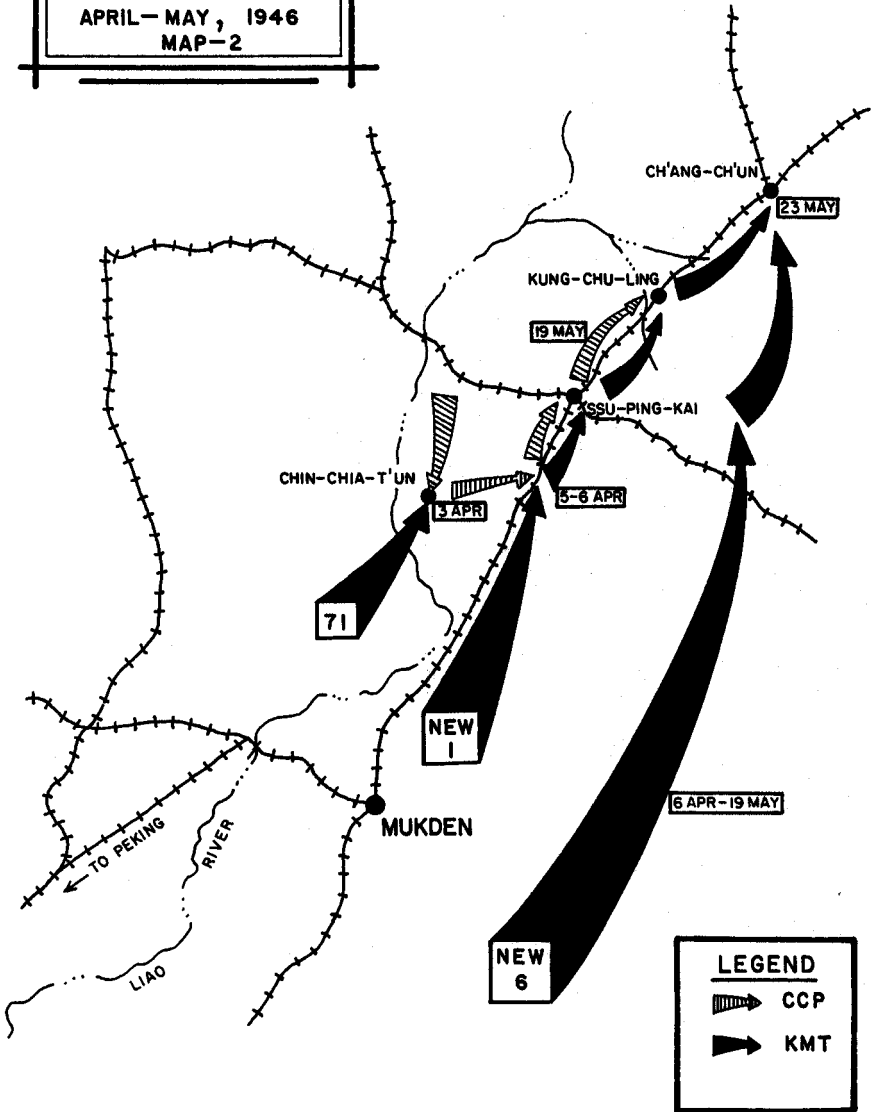 APRIL-MAY, 1946
MAP-2
CH'ANG-CH'UN
23 MAY
KUNG-CHU-LING
19 MAY
SSU-PING-KAI
CHIN-CHIA-T'UN
3 APR
5-6 APR
71
NEW
1
6 APR-19 MAY
MUKDEN
TO PEKING
RIVER
LIAO
NEW
6
LEGEND
CCP
KMT